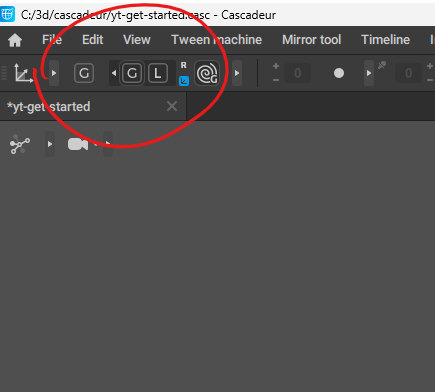 C:/3d/cascadeur/yt-get-started.casc - Cascadeur
File Edit View Tween machine Mirror tool Timeline
G G L R G 0 0
*yt-get-started